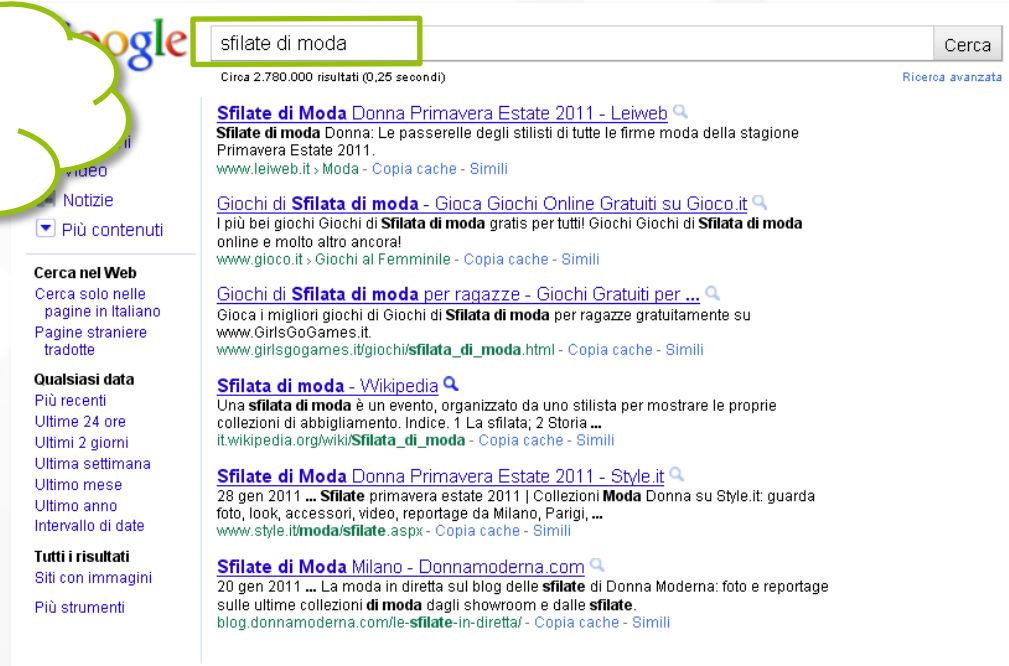 sfilate di moda
Cerca
Circa 2.780.000 risultati (0,25 secondi)
Ricerca avanzata
Notizie
Più contenuti
Cerca nel Web
Cerca solo nelle
pagine in Italiano
Pagine straniere
tradotte
Qualsiasi data
Più recenti
Ultime 24 ore
Ultimi 2 giorni
Ultima settimana
Ultimo mese
Ultimo anno
Intervallo di date
Tutti i risultati
Siti con immagini
Più strumenti
Sfilate di Moda Donna Primavera Estate 2011 - Leiweb
Sfilate di moda Donna: Le passerelle degli stilisti di tutte le firme moda della stagione
Primavera Estate 2011.
www.leiweb.it › Moda - Copia cache - Simili
Giochi di Sfilata di moda - Gioca Giochi Online Gratuiti su Gioco.it
I più bei giochi Giochi di Sfilata di moda gratis per tutti! Giochi Giochi di Sfilata di moda
online e molto altro ancora!
www.gioco.it › Giochi al Femminile - Copia cache - Simili
Giochi di Sfilata di moda per ragazze - Giochi Gratuiti per ...
Gioca i migliori giochi di Giochi di Sfilata di moda per ragazze gratuitamente su
www.GirlsGoGames.it.
www.girlsgogames.it/giochi/sfilata_di_moda.html - Copia cache - Simili
Sfilata di moda - Wikipedia
Una sfilata di moda è un evento, organizzato da uno stilista per mostrare le proprie
collezioni di abbigliamento. Indice. 1 La sfilata; 2 Storia ...
it.wikipedia.org/wiki/Sfilata_di_moda - Copia cache - Simili
Sfilate di Moda Donna Primavera Estate 2011 - Style.it
28 gen 2011 ... Sfilate primavera estate 2011 | Collezioni Moda Donna su Style.it: guarda
foto, look, accessori, video, reportage da Milano, Parigi, ...
www.style.it/moda/sfilate.aspx - Copia cache - Simili
Sfilate di Moda Milano - Donnamoderna.com
20 gen 2011 ... La moda in diretta sul blog delle sfilate di Donna Moderna: foto e reportage
sulle ultime collezioni di moda dagli showroom e dalle sfilate.
blog.donnamoderna.com/le-sfilate-in-diretta/ - Copia cache - Simili